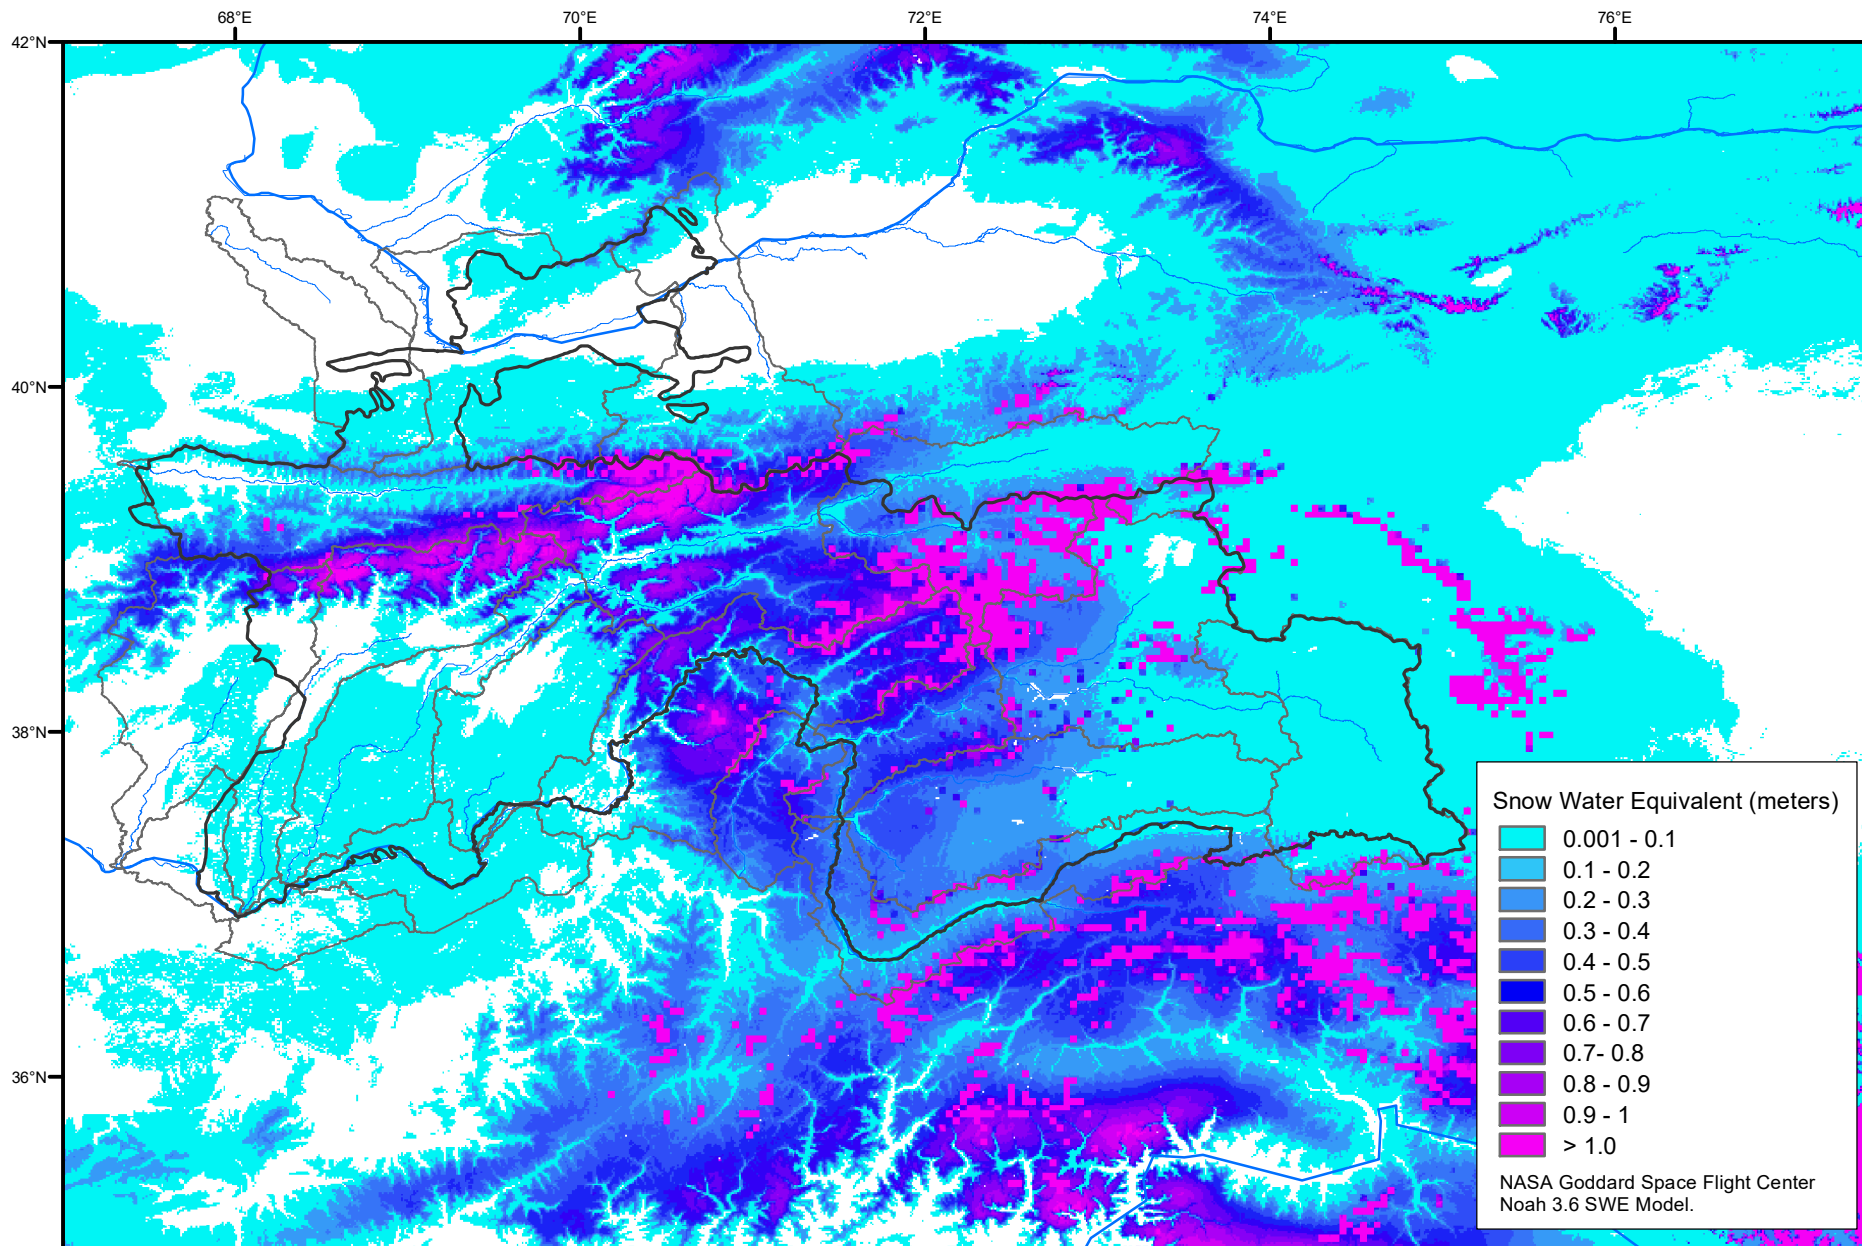 68°E 70°E 72°E 74°E 76°E
42°N
40°N
38°N
36°N
Snow Water Equivalent (meters)
0.001 - 0.1
0.1 - 0.2
0.2 - 0.3
0.3 - 0.4
0.4 - 0.5
0.5 - 0.6
0.6 - 0.7
0.7- 0.8
0.8 - 0.9
0.9 - 1
> 1.0
NASA Goddard Space Flight Center
Noah 3.6 SWE Model.